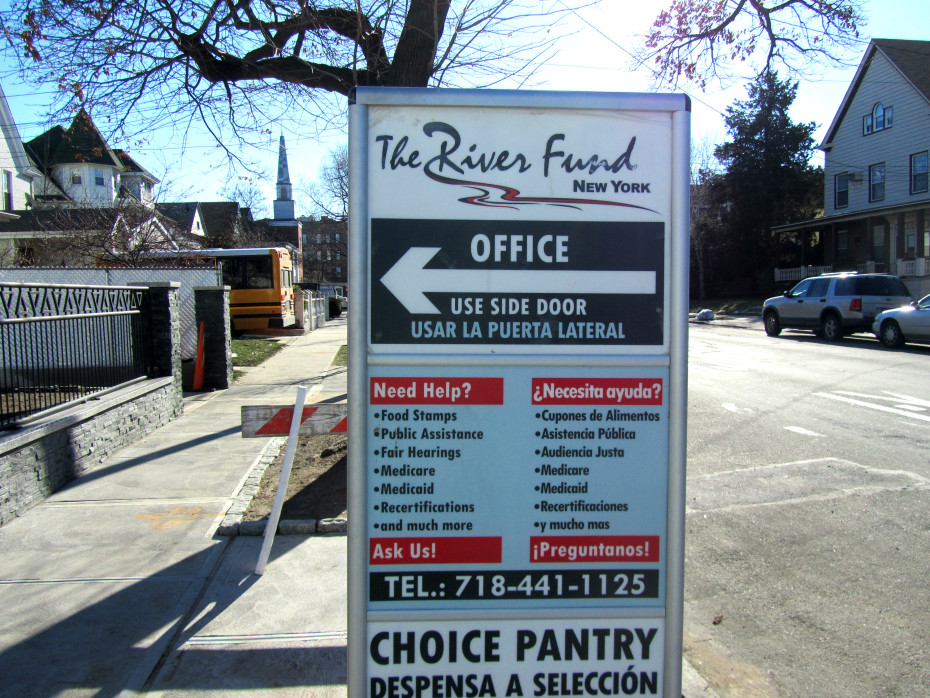 The River Fund
NEW YORK
OFFICE
USE SIDE DOOR
USAR LA PUERTA LATERAL
Need Help?
•Food Stamps
•Public Assistance
•Fair Hearings
•Medicare
•Medicaid
•Recertifications
•and much more
Ask Us!
¿Necesita ayuda?
•Cupones de Alimentos
•Asistencia Pública
•Audiencia Justa
•Medicare
•Medicaid
•Recertificaciones
•y mucho mas
¡Preguntanos!
TEL.: 718-441-1125
CHOICE PANTRY
DESPENSA A SELECCIÓN